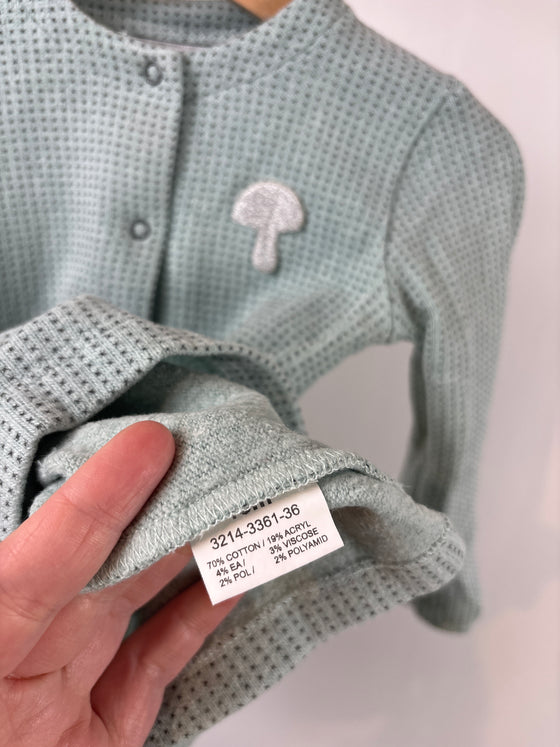 3214-3361-36
70% COTTON / 19% ACRYL
4% EA / 3% VISCOSE
2% POL / 2% POLYAMID